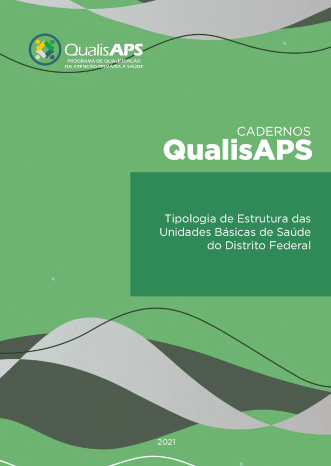 QualisAPS
PROGRAMA DE QUALIFICAÇÃO
DA ATENÇÃO PRIMÁRIA À SAÚDE
CADERNOS
QualisAPS
Tipologia de Estrutura das
Unidades Básicas de Saúde
do Distrito Federal
2021